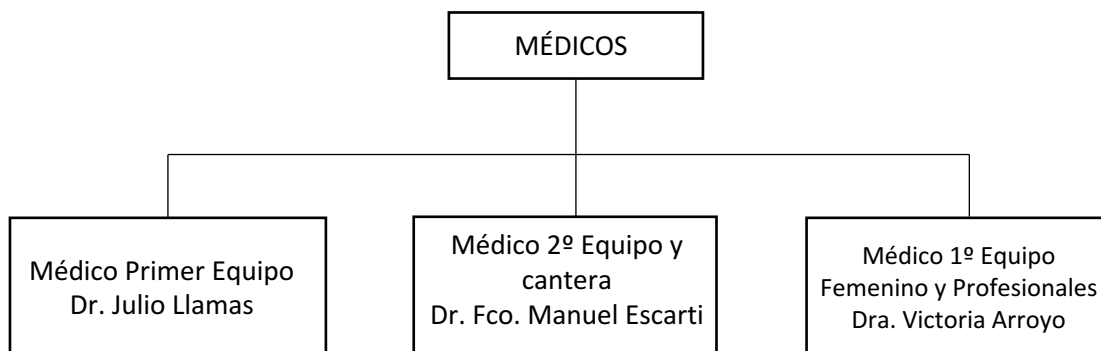 MÉDICOS
Médico Primer Equipo
Dr. Julio Llamas
Médico 2º Equipo y
cantera
Dr. Fco. Manuel Escarti
Médico 1º Equipo
Femenino y Profesionales
Dra. Victoria Arroyo